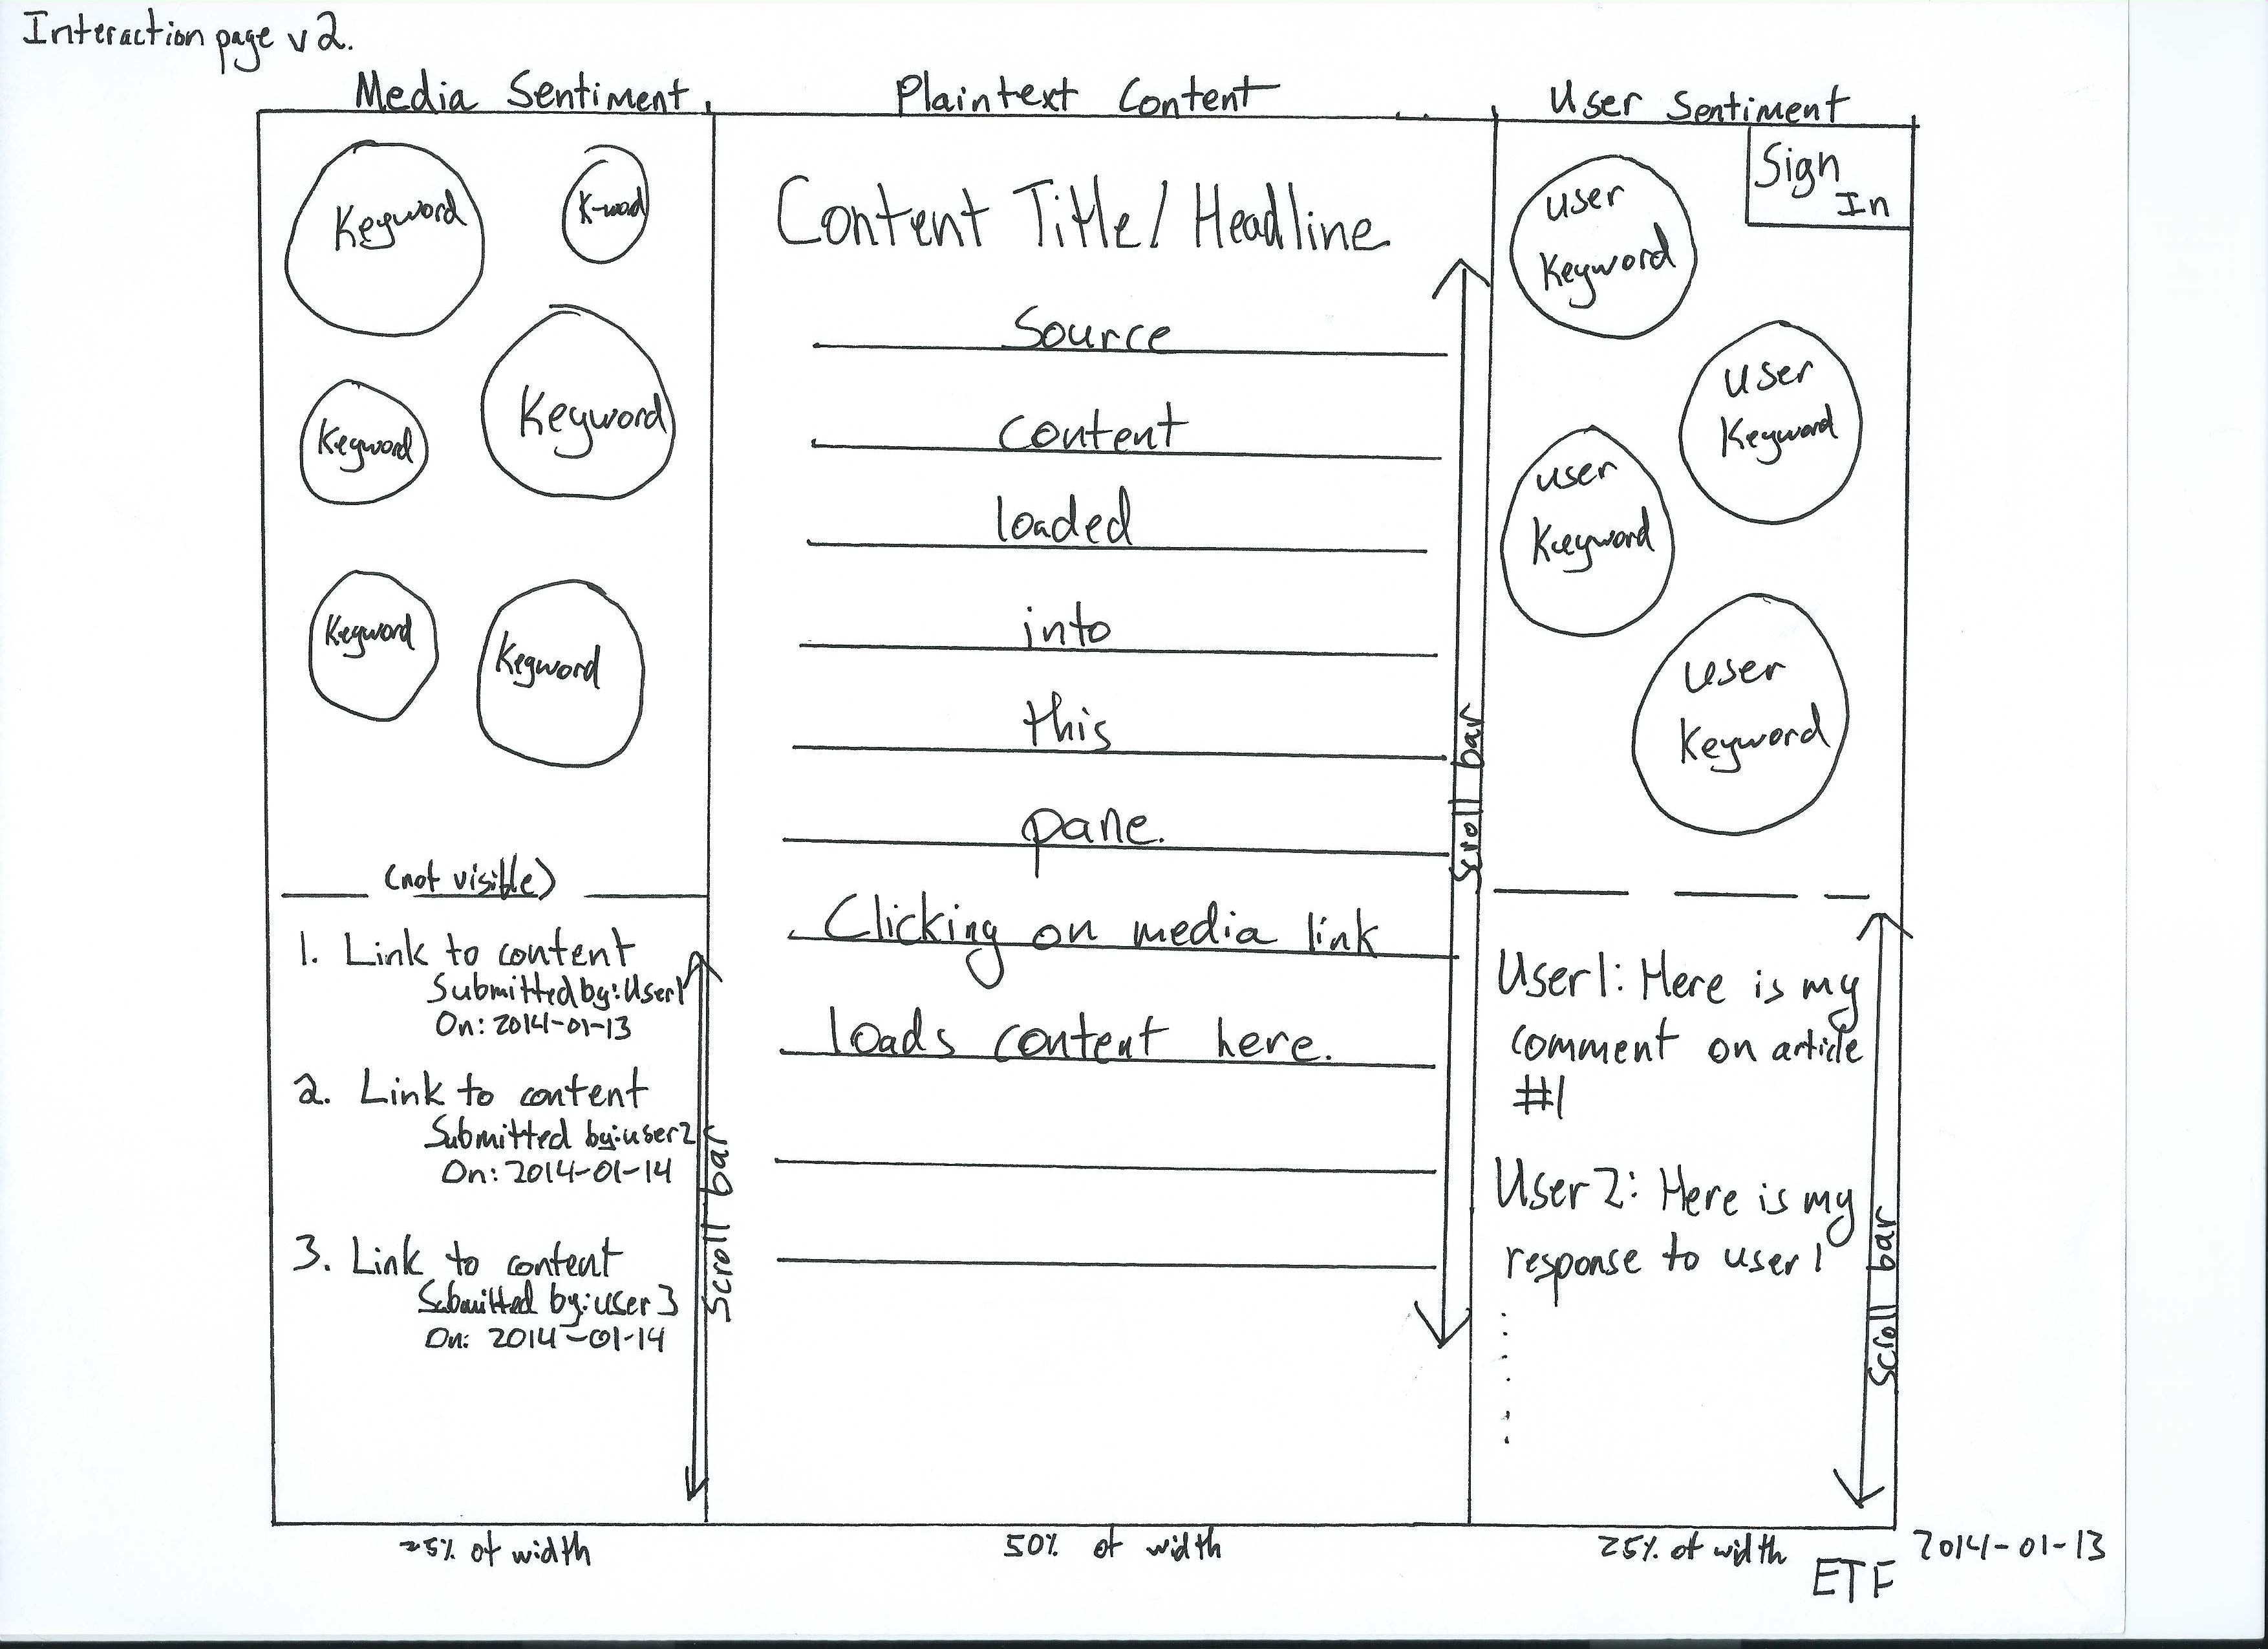 Interaction page v2.
Media Sentiment
Plaintext Content
User Sentiment
Keyword
K-word
Keyword
Keyword
Keyword
Keyword
(not visible)
1. Link to content
Submitted by: User1
On: 2014-01-13
2. Link to content
Submitted by: user2
On: 2014-01-14
3. Link to content
Submitted by: user3
On: 2014-01-14
Scroll bar
Content Title/Headline
Source
content
loaded
into
this
pane.
Clicking on media link
loads content here.
Scroll bar
Sign
In
User
Keyword
User
Keyword
User
Keyword
User
Keyword
User1: Here is my
comment on article
#1
User2: Here is my
response to user1
Scroll bar
25% of width
50% of width
25% of width
2014-01-13
ETF